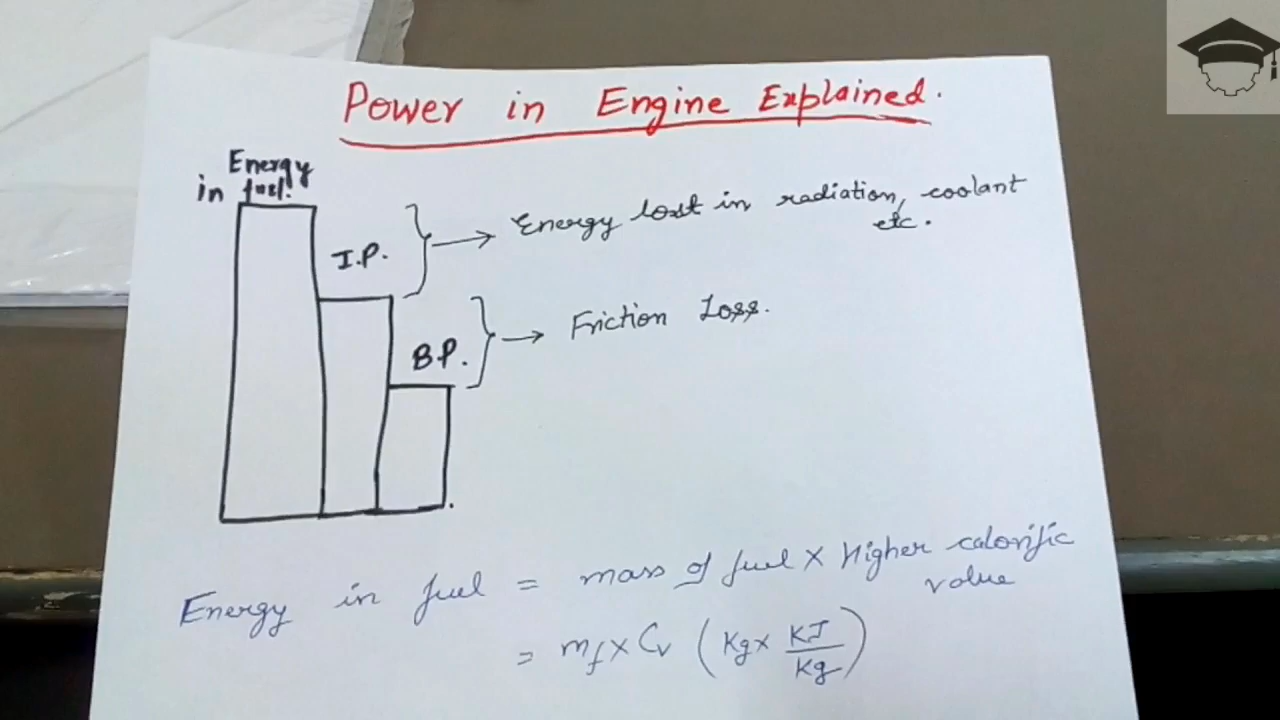 Power in Engine Explained.
Energy
in fuel.
I.P.
Energy lost in radiation, coolant
etc.
B.P.
Friction Loss.
Energy in fuel = mass of fuel × Higher calorific
value
= mf × Cv (Kg × KJ/Kg)